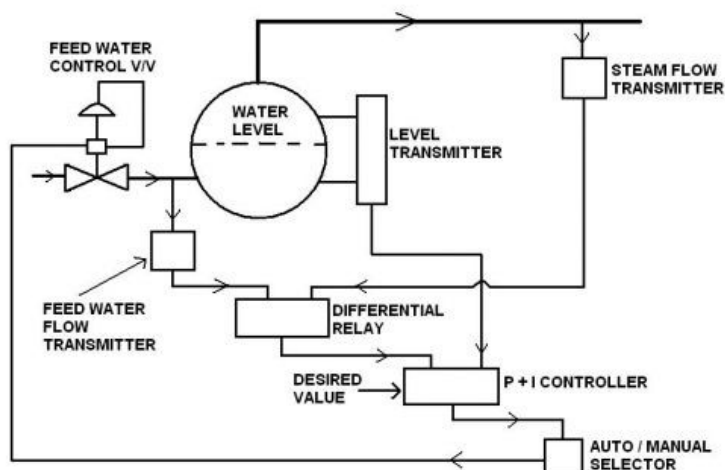 FEED WATER
CONTROL V/V
STEAM FLOW
TRANSMITTER
WATER
LEVEL
LEVEL
TRANSMITTER
FEED WATER
FLOW
TRANSMITTER
DIFFERENTIAL
RELAY
DESIRED
VALUE
P + I CONTROLLER
AUTO / MANUAL
SELECTOR